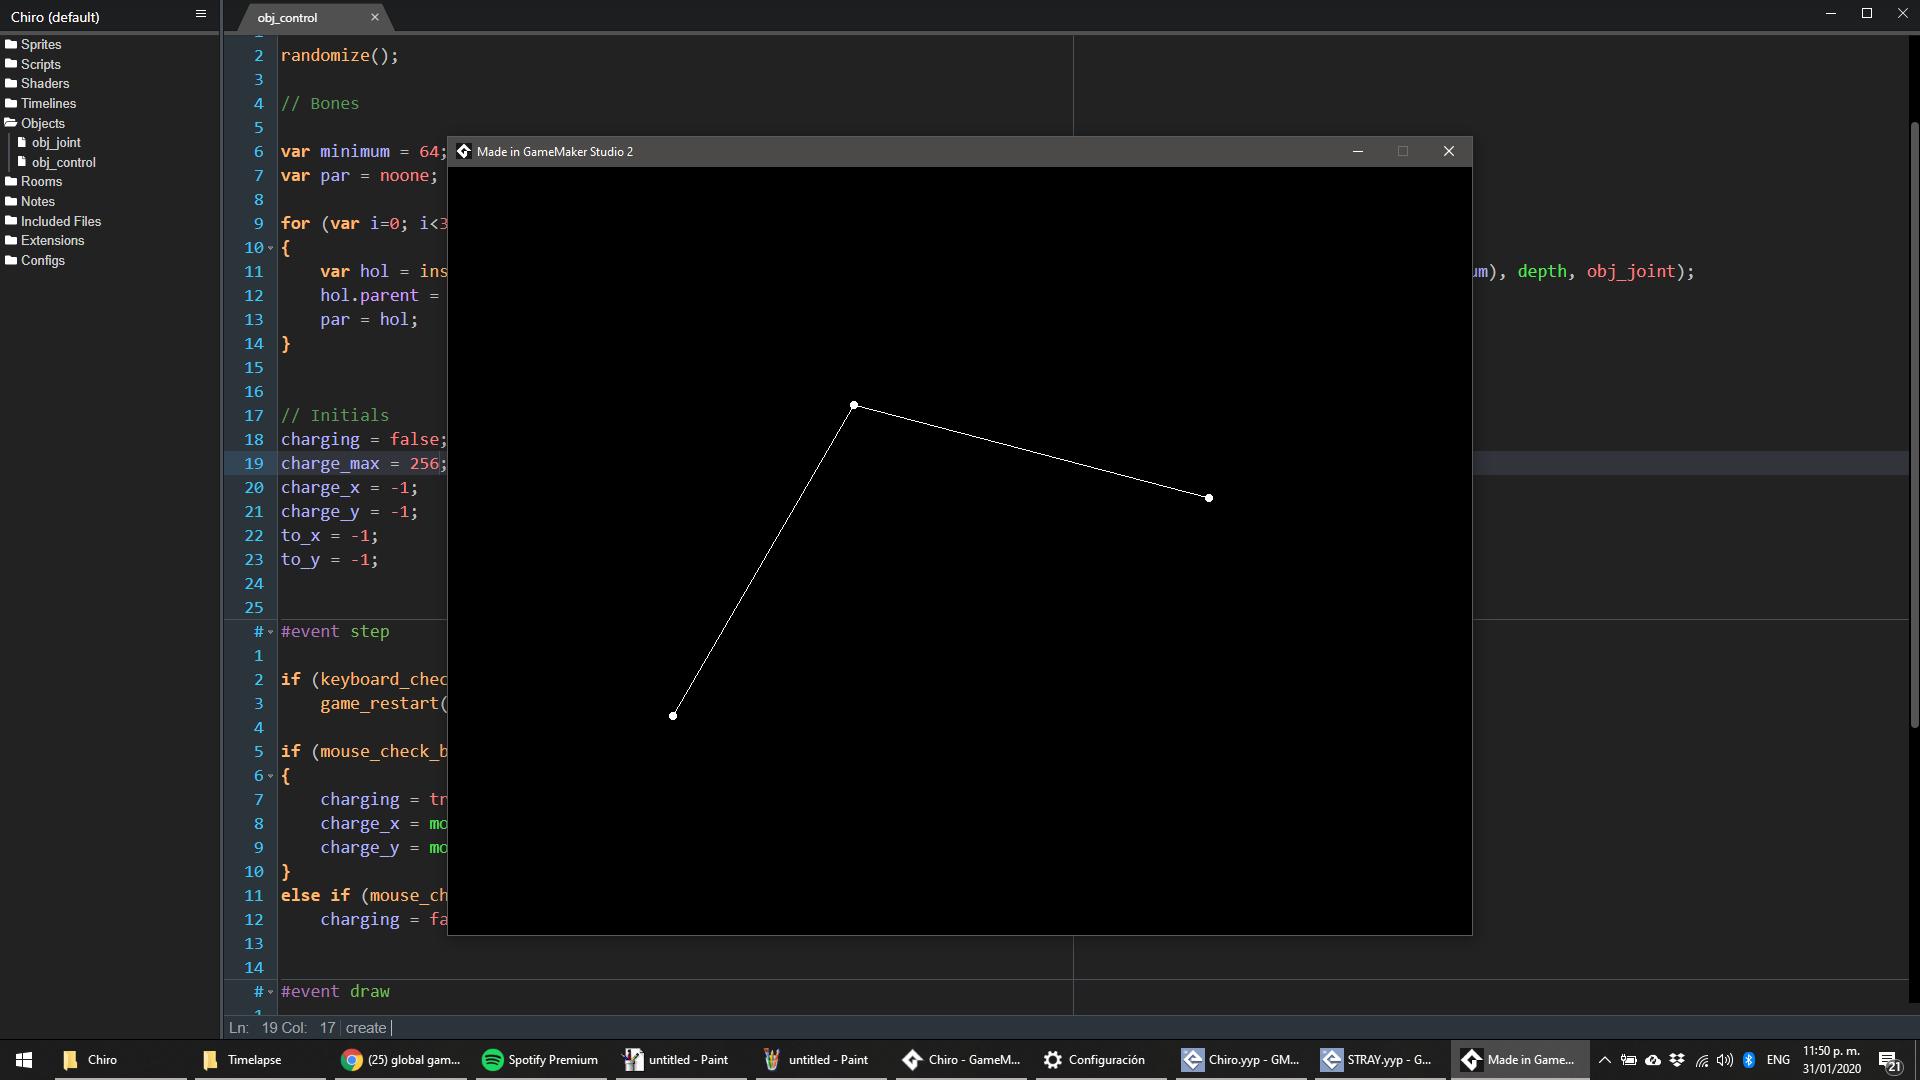 Chiro (default)
obj_control
Sprites
Scripts
Shaders
Timelines
Objects
obj_joint
obj_control
Rooms
Notes
Included Files
Extensions
Configs
2 randomize();
3
4 // Bones
5
6 var minimum = 64;
7 var par = noone;
8
9 for (var i=0; i<3
10 {
11 var hol = ins
um), depth, obj_joint);
12 hol.parent =
13 par = hol;
14 }
15
16
17 // Initials
18 charging = false;
19 charge_max = 256;
20 charge_x = -1;
21 charge_y = -1;
22 to_x = -1;
23 to_y = -1;
24
25
# #event step
1
2 if (keyboard_chec
3 game_restart(
4
5 if (mouse_check_b
6 {
7 charging = tr
8 charge_x = mo
9 charge_y = mo
10 }
11 else if (mouse_ch
12 charging = fa
13
14
# #event draw
Ln: 19 Col: 17 create
Made in GameMaker Studio 2
Chiro
Timelapse
(25) global gam...
Spotify Premium
untitled - Paint
untitled - Paint
Chiro - GameM...
Configuración
Chiro.yyp - GM...
STRAY.yyp - G...
Made in Game...
ENG
11:50 p. m.
31/01/2020
21